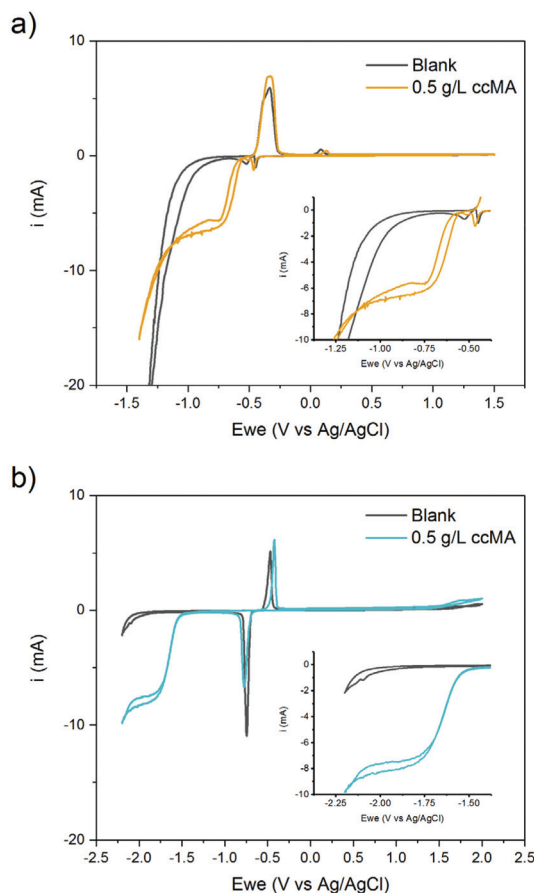 a)
10
Blank
0.5 g/L ccMA
0
i (mA)
-10
-20
0
-2
i (mA)
-4
-6
-8
-10
-1.25 -1.00 -0.75 -0.50
Ewe (V vs Ag/AgCl)
-1.5 -1.0 -0.5 0.0 0.5 1.0 1.5
Ewe (V vs Ag/AgCl)
b)
10
Blank
0.5 g/L ccMA
0
i (mA)
-10
-20
0
-2
i (mA)
-4
-6
-8
-10
-2.25 -2.00 -1.75 -1.50
Ewe (V vs Ag/AgCl)
-2.5 -2.0 -1.5 -1.0 -0.5 0.0 0.5 1.0 1.5 2.0 2.5
Ewe (V vs Ag/AgCl)